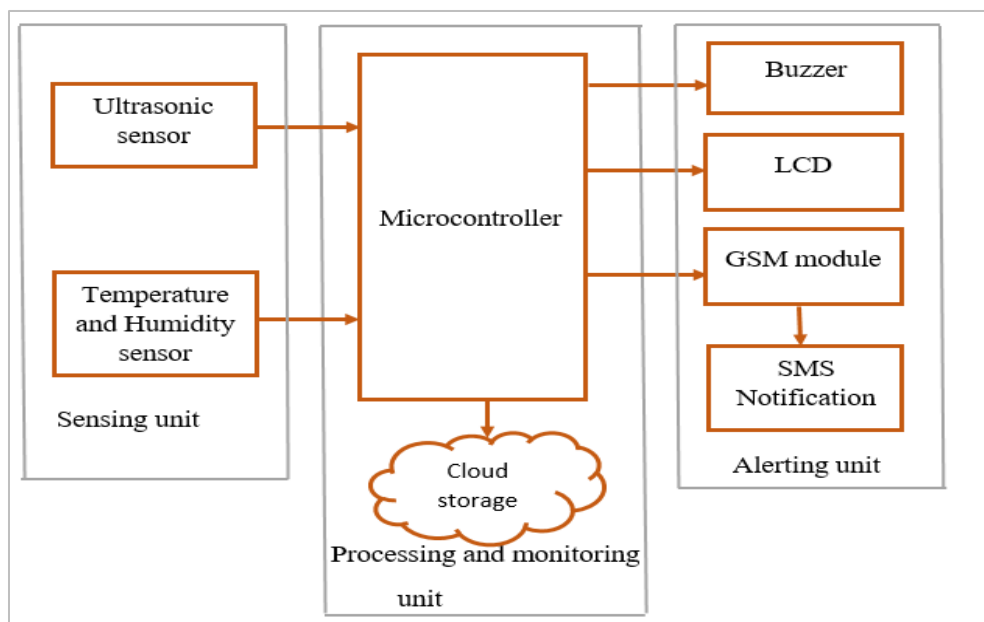 Ultrasonic
sensor
Temperature
and Humidity
sensor
Sensing unit
Microcontroller
Cloud
storage
Processing and monitoring
unit
Buzzer
LCD
GSM module
SMS
Notification
Alerting unit